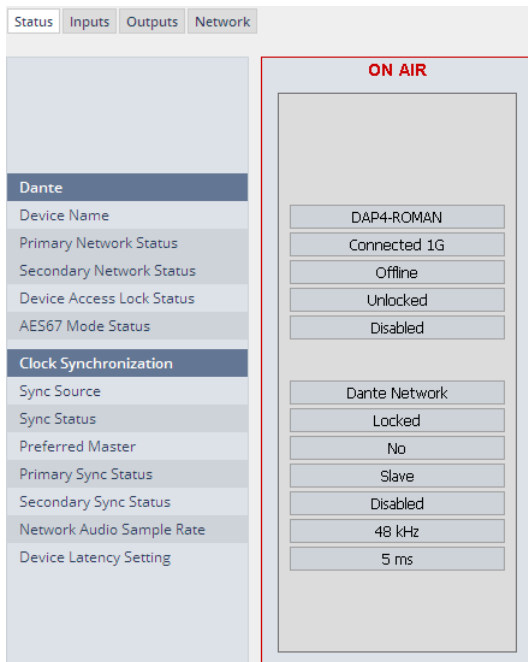 Status Inputs Outputs Network
ON AIR
Dante
Device Name DAP4-ROMAN
Primary Network Status Connected 1G
Secondary Network Status Offline
Device Access Lock Status Unlocked
AES67 Mode Status Disabled
Clock Synchronization
Sync Source Dante Network
Sync Status Locked
Preferred Master No
Primary Sync Status Slave
Secondary Sync Status Disabled
Network Audio Sample Rate 48 kHz
Device Latency Setting 5 ms